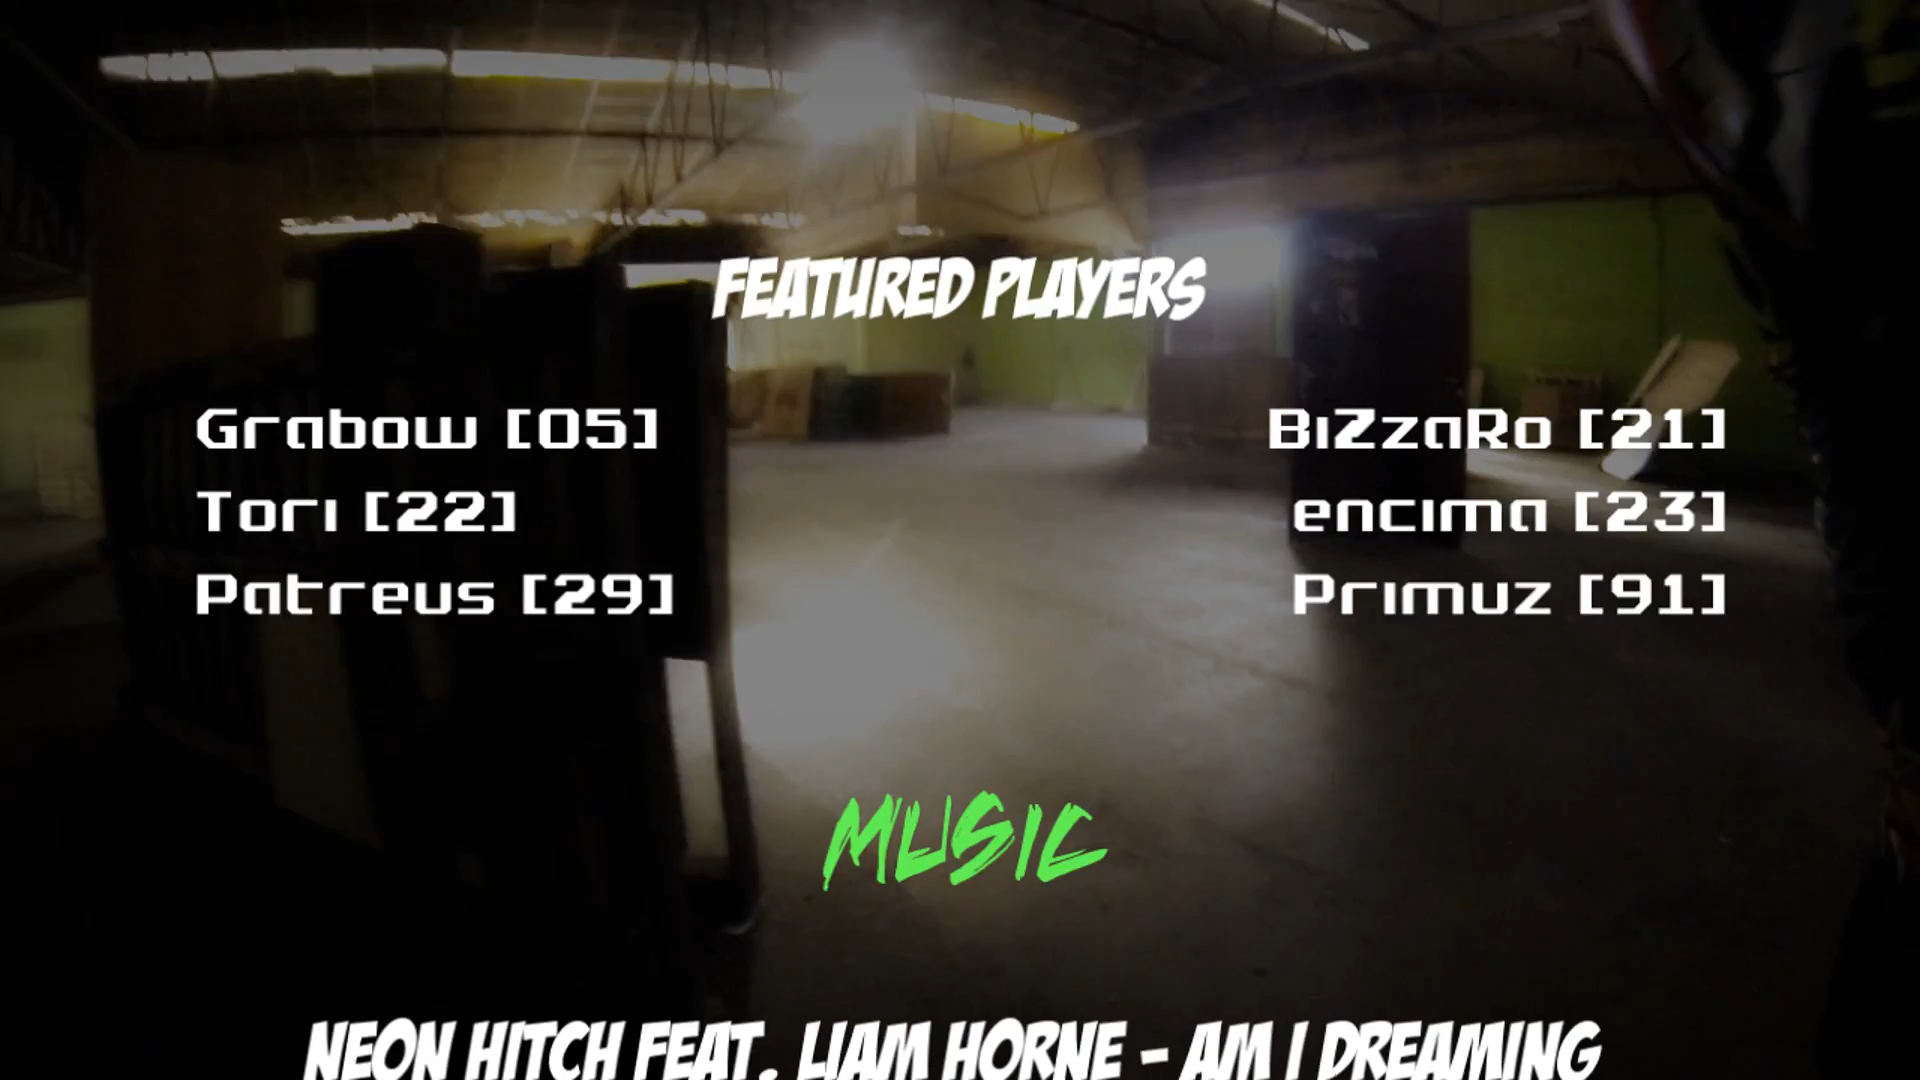 FEATURED PLAYERS
Grabow [05]
BiZzaRo [21]
Tori [22]
encima [23]
Patreus [29]
Primuz [91]
MUSIC
NEON HITCH FEAT. LIAM HORNE - AM I DREAMING